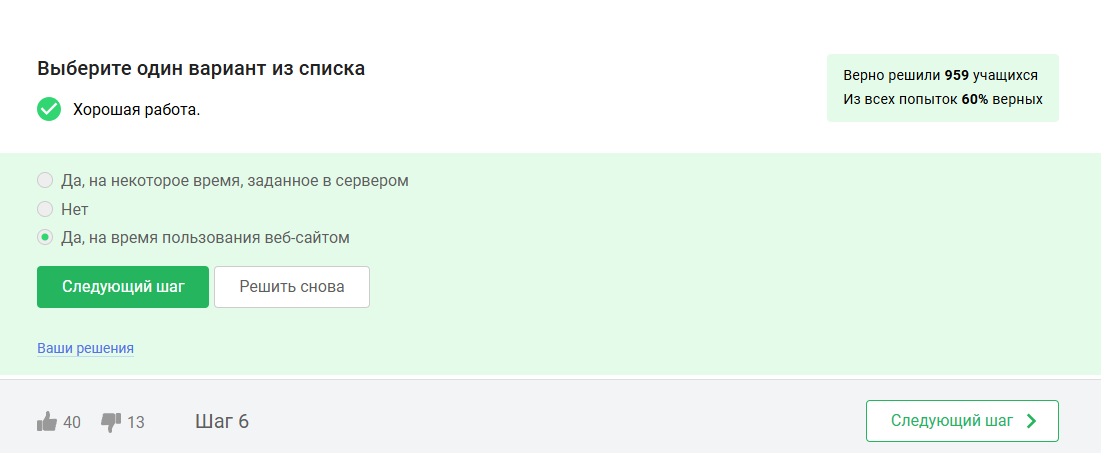 Выберите один вариант из списка
Хорошая работа.
Верно решили 959 учащихся
Из всех попыток 60% верных
Да, на некоторое время, заданное в сервером
Нет
Да, на время пользования веб-сайтом
Следующий шаг
Решить снова
Ваши решения
40
13
Шаг 6
Следующий шаг